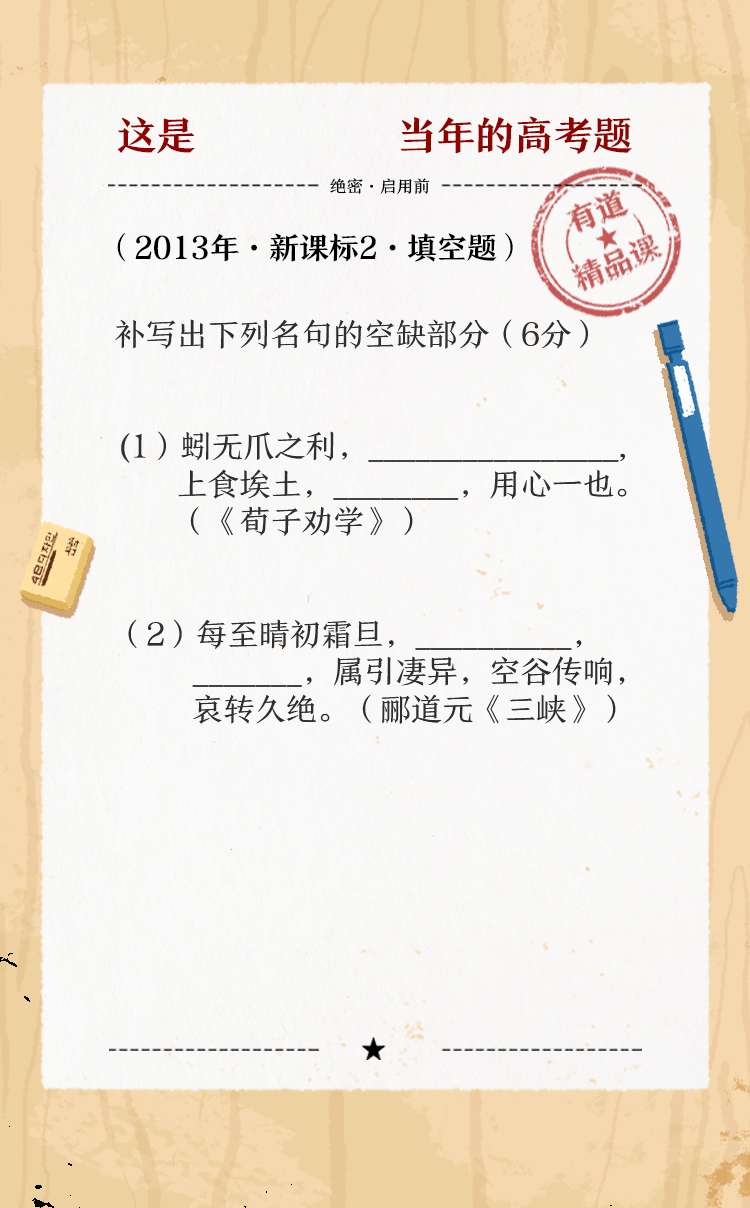 这是 当年的高考题
绝密·启用前
有道
精品课
(2013年·新课标2·填空题)
补写出下列名句的空缺部分(6分)
(1)蚓无爪之利，________________，
上食埃土，________，用心一也。
(《荀子劝学》)
(2)每至晴初霜旦，__________，
_______，属引凄异，空谷传响，
哀转久绝。(郦道元《三峡》)